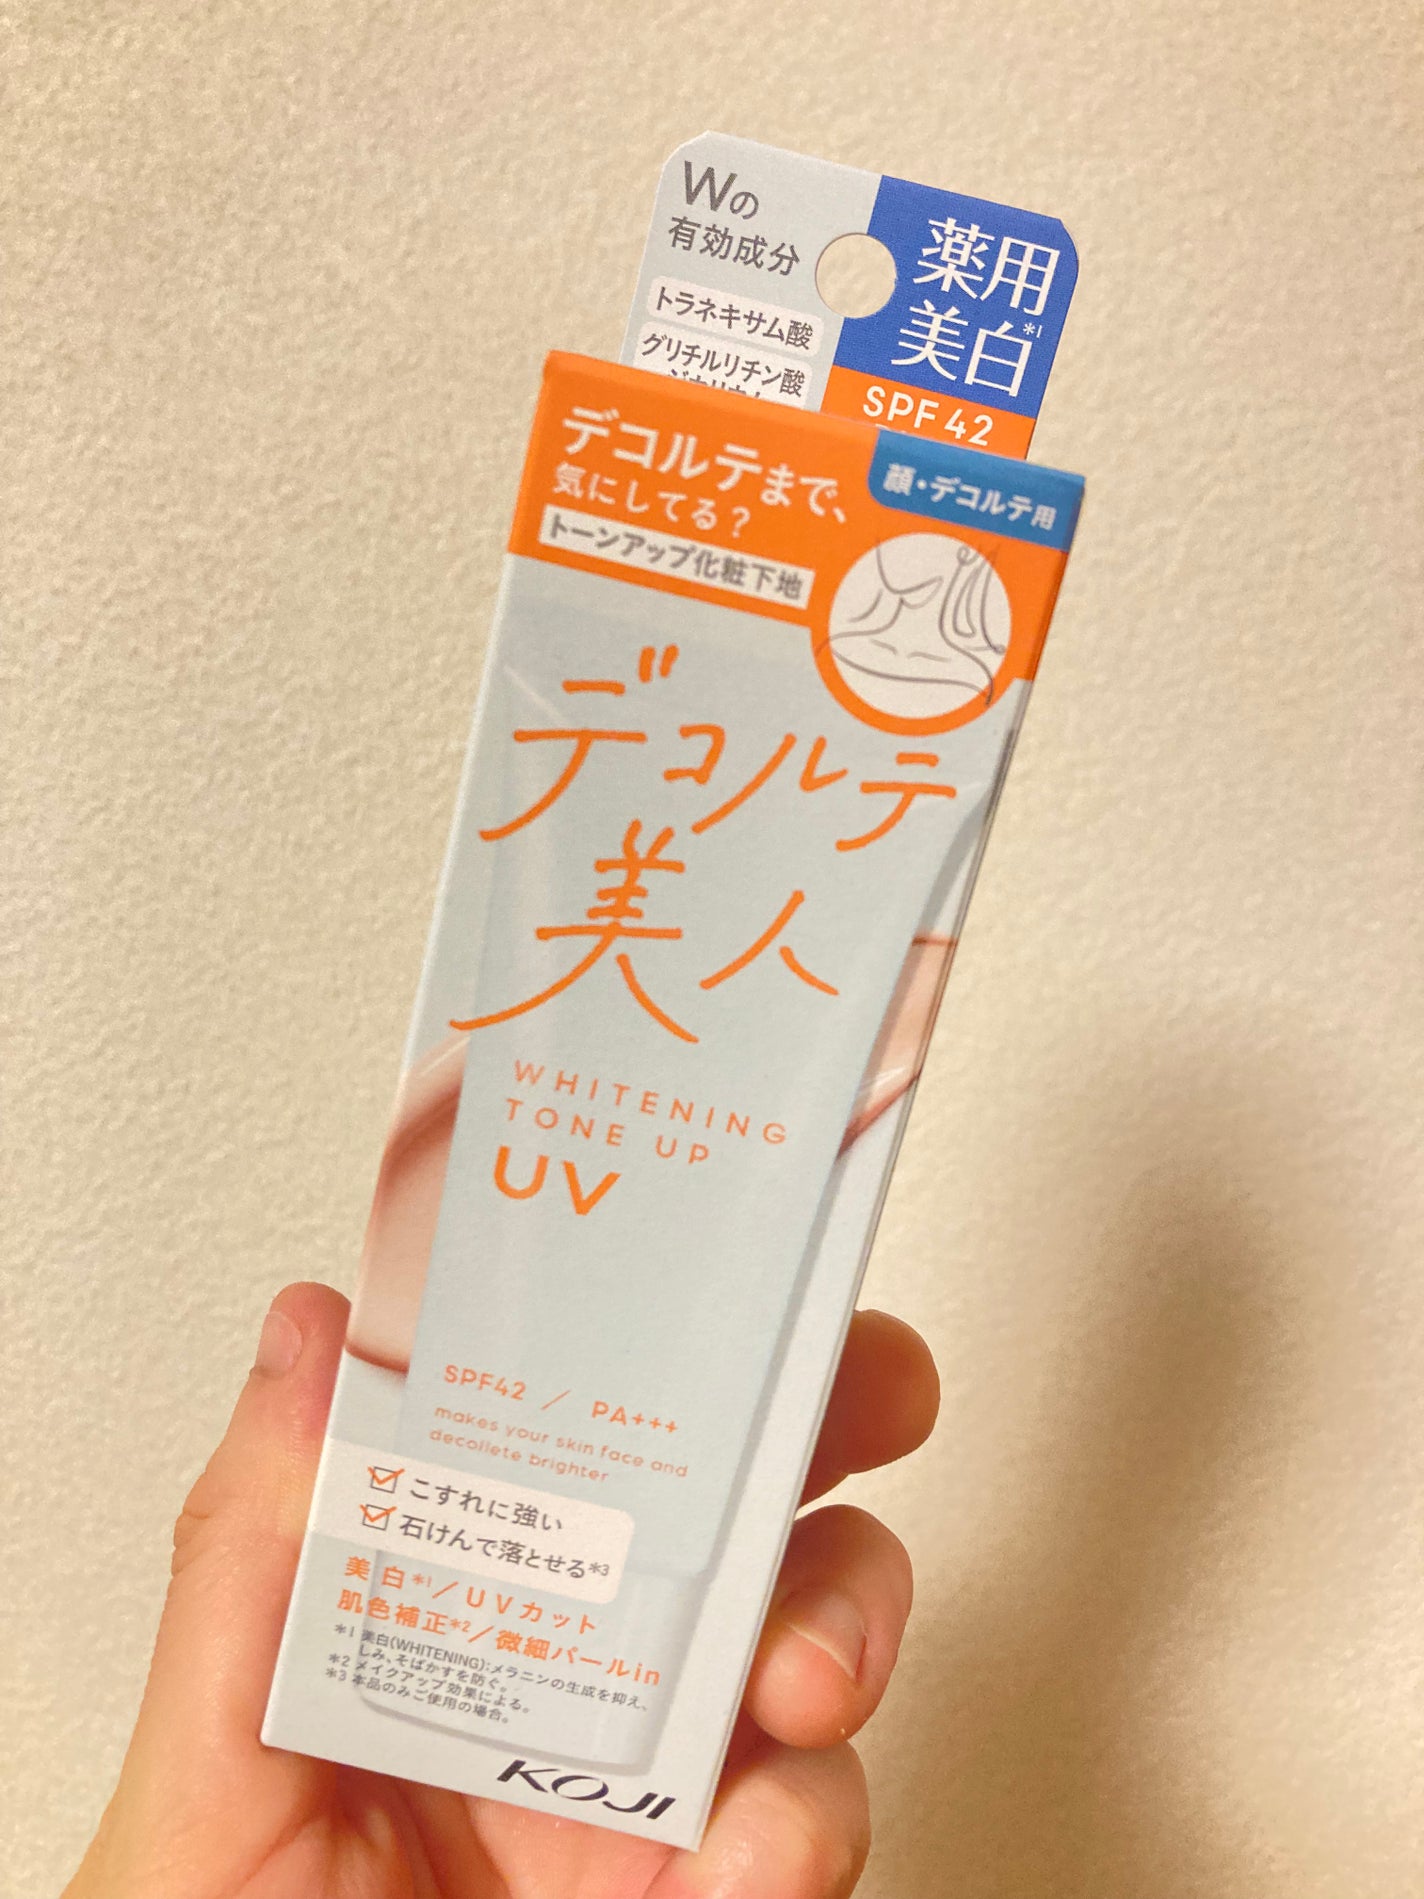 Wの
有効成分
トラネキサム酸
グリチルリチン酸
薬用
美白*1
SPF 42
デコルテまで、
気にしてる?
トーンアップ化粧下地
顔・デコルテ用
デコルテ
美人
WHITENING
TONE UP
UV
SPF42 / PA+++
makes your skin face and
decollete brighter
こすれに強い
石けんで落とせる*3
美白*1/UVカット
肌色補正*2/微細パールin
*1 美白(WHITENING):メラニンの生成を抑え、
しみ、そばかすを防ぐ。
*2 メイクアップ効果による。
*3 本品のみご使用の場合。
KOJI